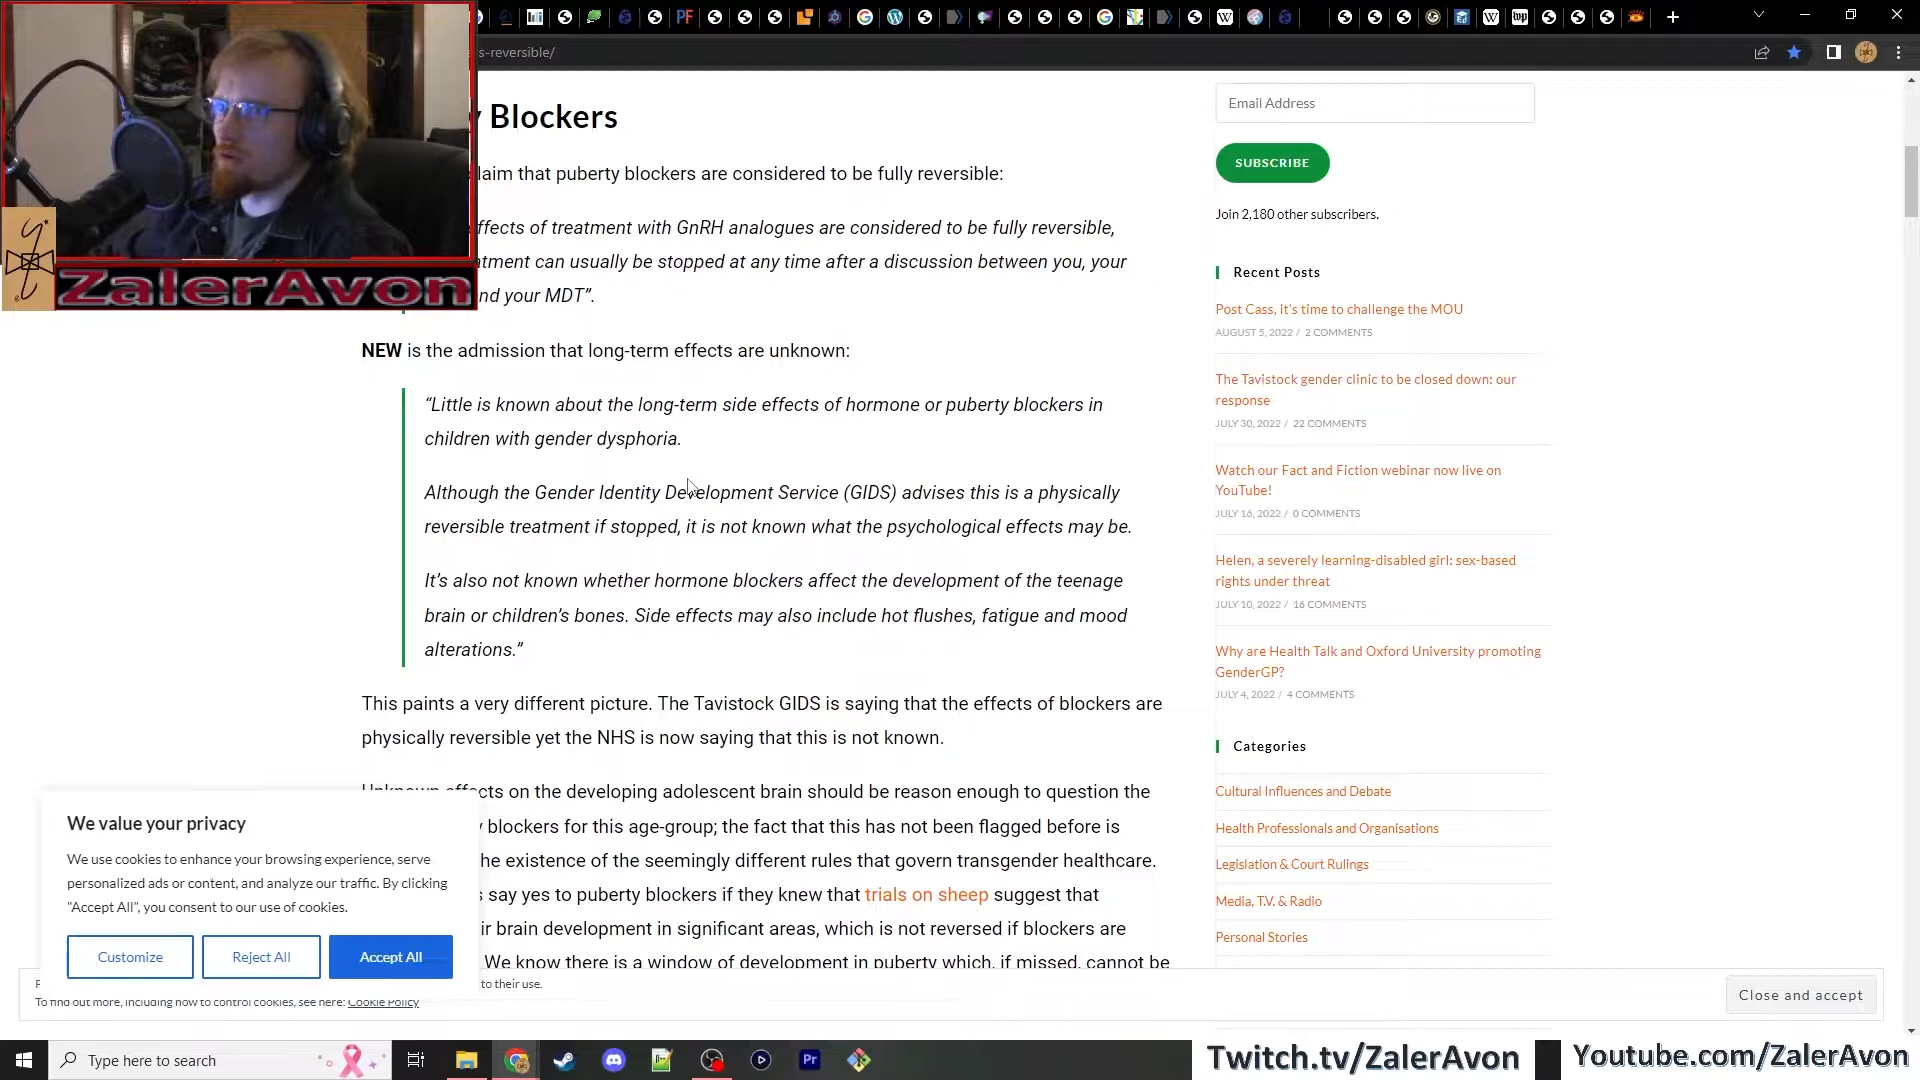 s-reversible/
Blockers
laim that puberty blockers are considered to be fully reversible:
ffects of treatment with GnRH analogues are considered to be fully reversible,
atment can usually be stopped at any time after a discussion between you, your
nd your MDT”.
NEW is the admission that long-term effects are unknown:
“Little is known about the long-term side effects of hormone or puberty blockers in
children with gender dysphoria.
Although the Gender Identity Development Service (GIDS) advises this is a physically
reversible treatment if stopped, it is not known what the psychological effects may be.
It’s also not known whether hormone blockers affect the development of the teenage
brain or children’s bones. Side effects may also include hot flushes, fatigue and mood
alterations.”
This paints a very different picture. The Tavistock GIDS is saying that the effects of blockers are
physically reversible yet the NHS is now saying that this is not known.
Unknown effects on the developing adolescent brain should be reason enough to question the
y blockers for this age-group; the fact that this has not been flagged before is
he existence of the seemingly different rules that govern transgender healthcare.
s say yes to puberty blockers if they knew that trials on sheep suggest that
ir brain development in significant areas, which is not reversed if blockers are
We know there is a window of development in puberty which, if missed, cannot be
Email Address
SUBSCRIBE
Join 2,180 other subscribers.
Recent Posts
Post Cass, it’s time to challenge the MOU
AUGUST 5, 2022 / 2 COMMENTS
The Tavistock gender clinic to be closed down: our
response
JULY 30, 2022 / 22 COMMENTS
Watch our Fact and Fiction webinar now live on
YouTube!
JULY 16, 2022 / 0 COMMENTS
Helen, a severely learning-disabled girl: sex-based
rights under threat
JULY 10, 2022 / 16 COMMENTS
Why are Health Talk and Oxford University promoting
GenderGP?
JULY 4, 2022 / 4 COMMENTS
Categories
Cultural Influences and Debate
Health Professionals and Organisations
Legislation & Court Rulings
Media, T.V. & Radio
Personal Stories
ZalerAvon
We value your privacy
We use cookies to enhance your browsing experience, serve
personalized ads or content, and analyze our traffic. By clicking
"Accept All", you consent to our use of cookies.
Customize
Reject All
Accept All
to their use.
To find out more, including how to control cookies, see here: Cookie Policy
Close and accept
Type here to search
Twitch.tv/ZalerAvon
Youtube.com/ZalerAvon